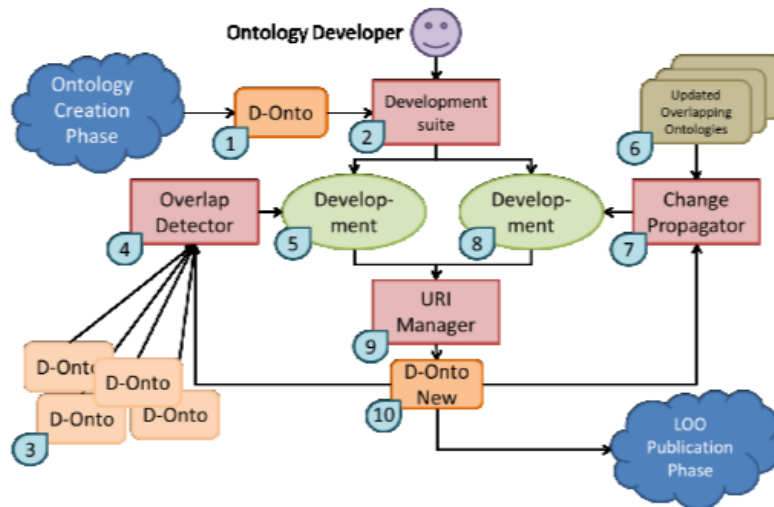 Ontology Developer
Ontology
Creation
Phase
D-Onto
1
Development
suite
2
Updated
Overlapping
Ontologies
6
Overlap
Detector
4
Develop-
ment
5
Develop-
ment
8
Change
Propagator
7
URI
Manager
9
D-Onto
D-Onto
D-Onto
D-Onto
3
D-Onto
New
10
LOO
Publication
Phase